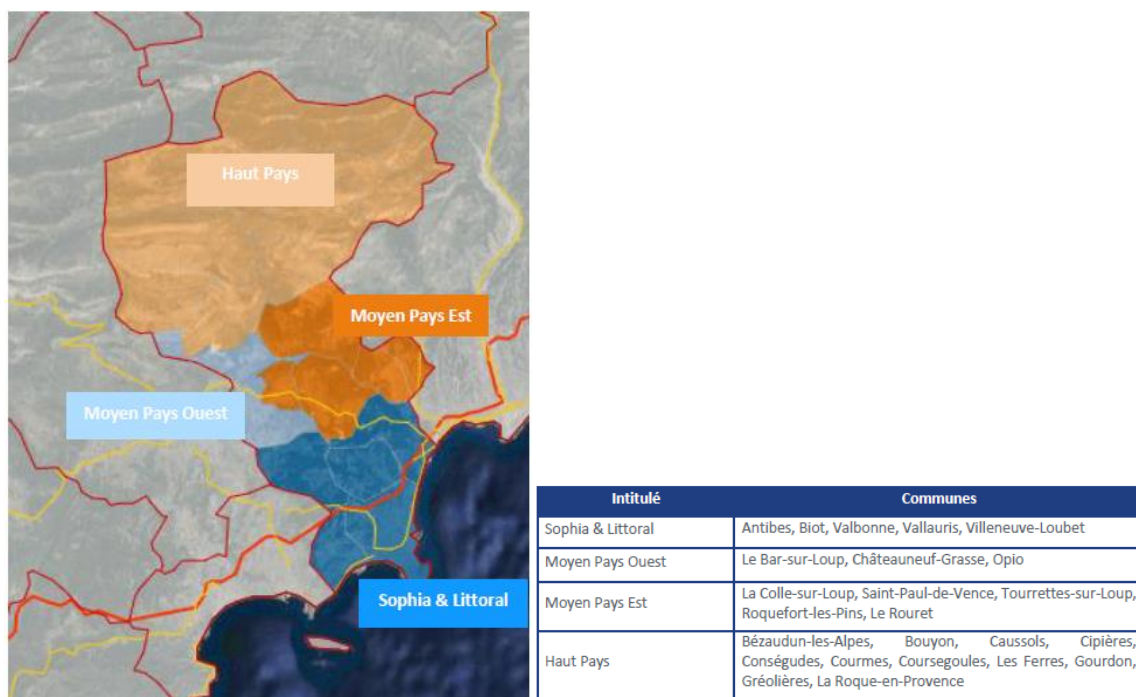 Haut Pays
Moyen Pays Est
Moyen Pays Ouest
Sophia & Littoral
Intitulé Communes
Sophia & Littoral Antibes, Biot, Valbonne, Vallauris, Villeneuve-Loubet
Moyen Pays Ouest Le Bar-sur-Loup, Châteauneuf-Grasse, Opio
Moyen Pays Est La Colle-sur-Loup, Saint-Paul-de-Vence, Tourrettes-sur-Loup,
Roquefort-les-Pins, Le Rouret
Haut Pays Bézaudun-les-Alpes, Bouyon, Caussols, Cipières,
Conségudes, Courmes, Coursegoules, Les Ferres, Gourdon,
Gréolières, La Roque-en-Provence